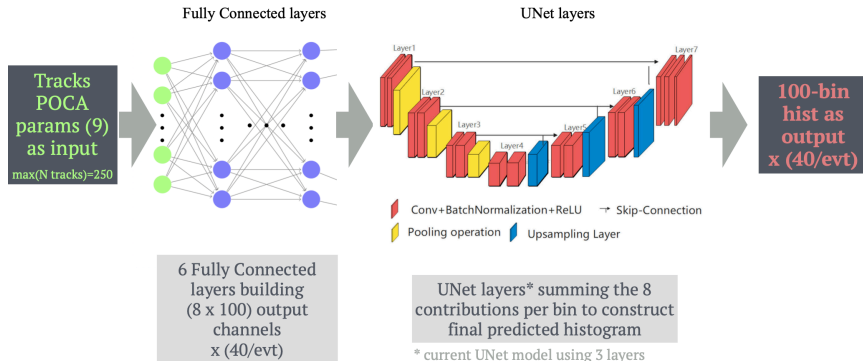 Fully Connected layers
UNet layers
Tracks
POCA
params (9)
as input
max(N tracks)=250
Layer1
Layer2
Layer3
Layer4
Layer5
Layer6
Layer7
100-bin
hist as
output
x (40/evt)
Conv+BatchNormalization+ReLU
Skip-Connection
Pooling operation
Upsampling Layer
6 Fully Connected
layers building
(8 x 100) output
channels
x (40/evt)
UNet layers* summing the 8
contributions per bin to construct
final predicted histogram
* current UNet model using 3 layers